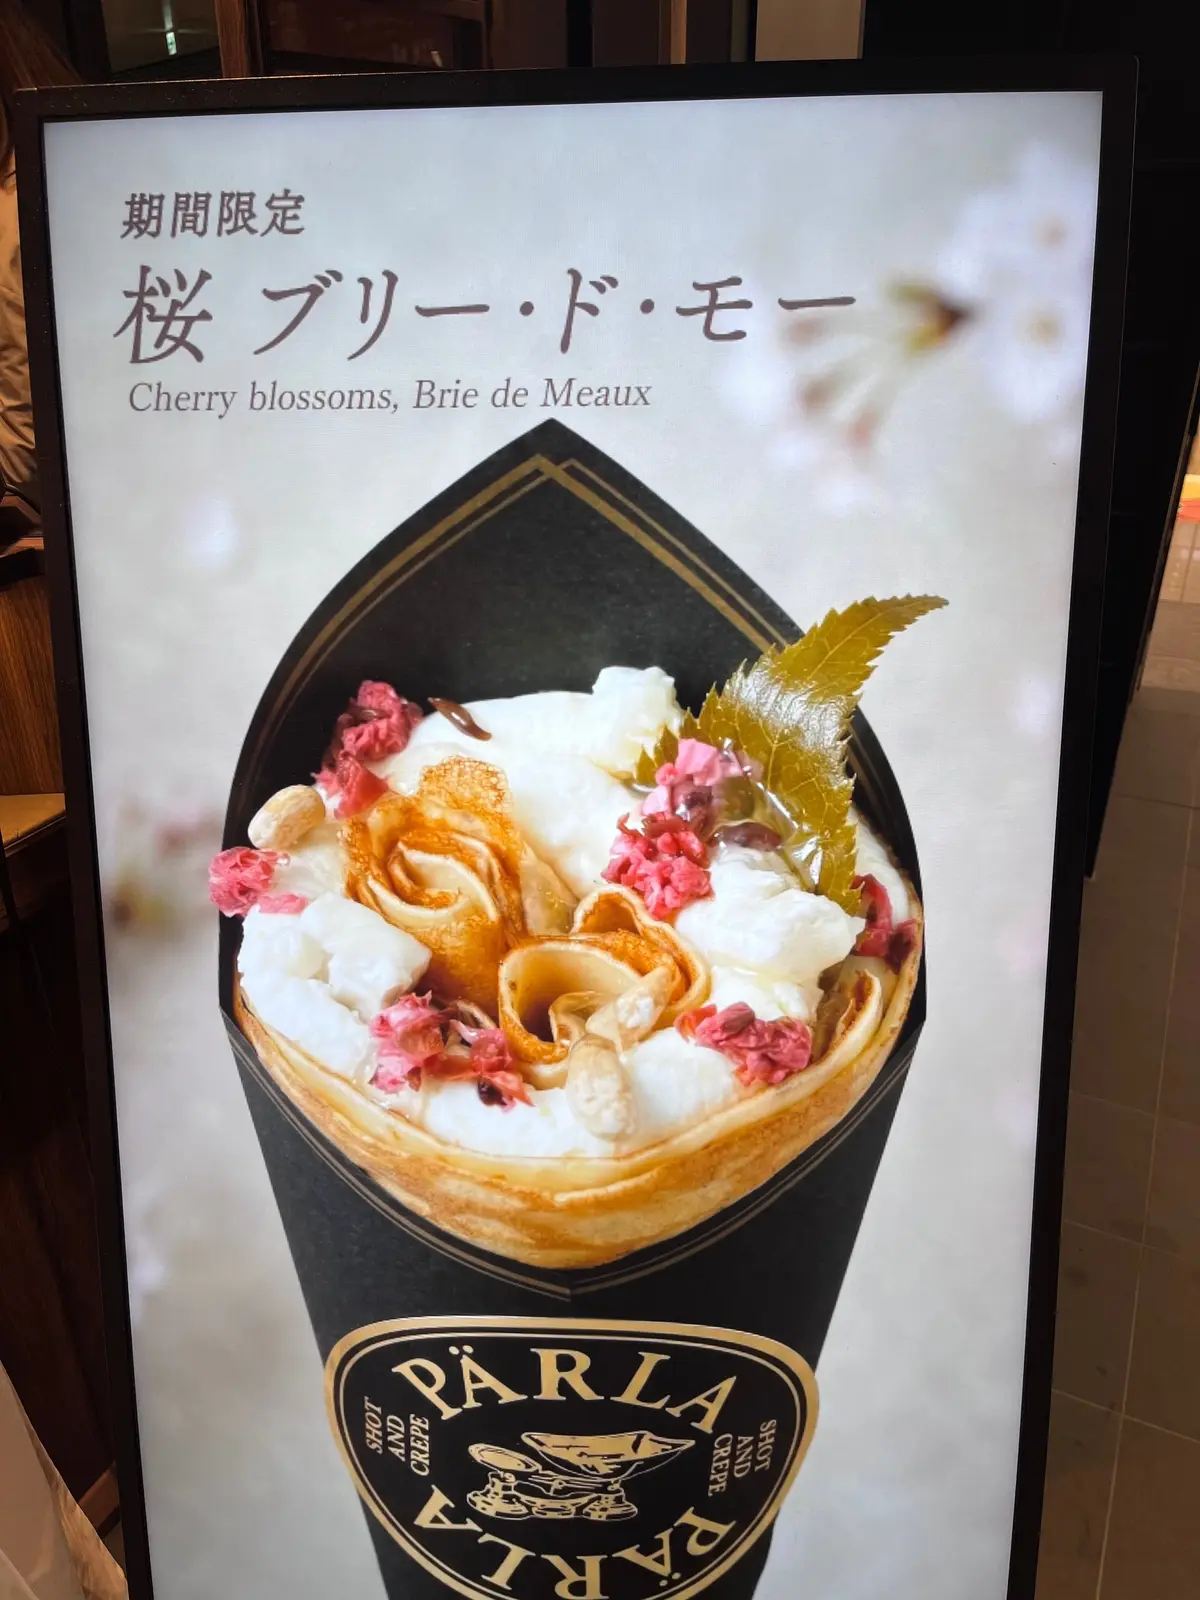 期間限定
桜 ブリー・ド・モー
Cherry blossoms, Brie de Meaux
PÄRLA
SHOT
AND
CREPE
SHOT
AND
CREPE
PÄRLA